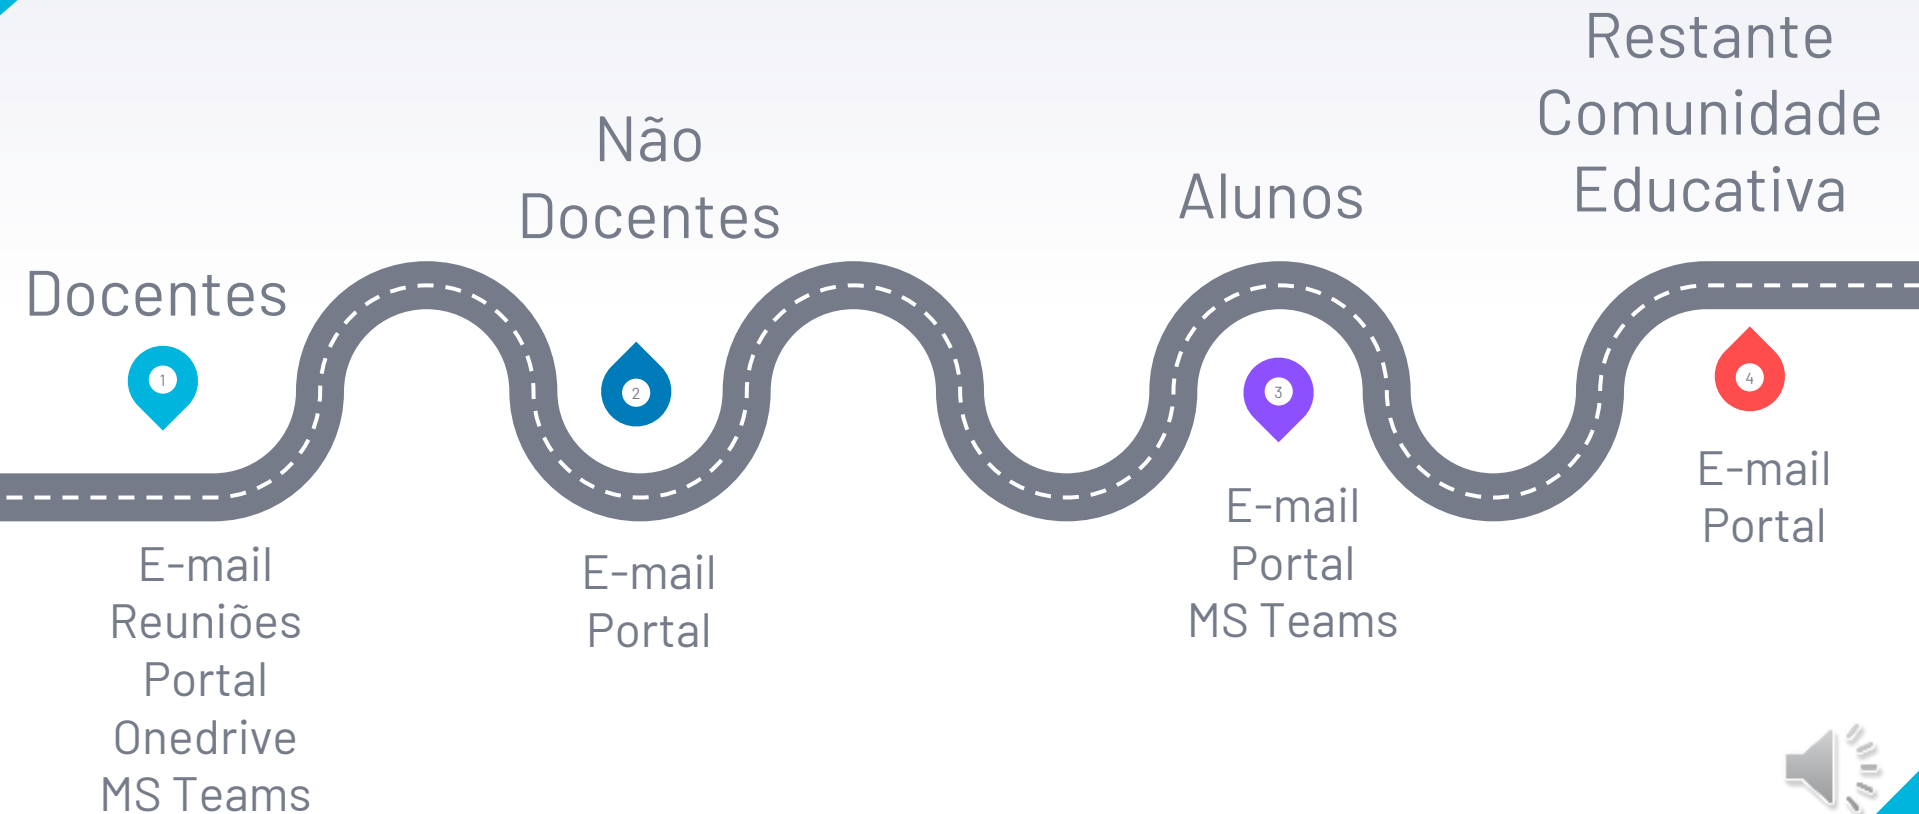 Docentes
1
E-mail
Reuniões
Portal
Onedrive
MS Teams
Não
Docentes
2
E-mail
Portal
Alunos
3
E-mail
Portal
MS Teams
Restante
Comunidade
Educativa
4
E-mail
Portal